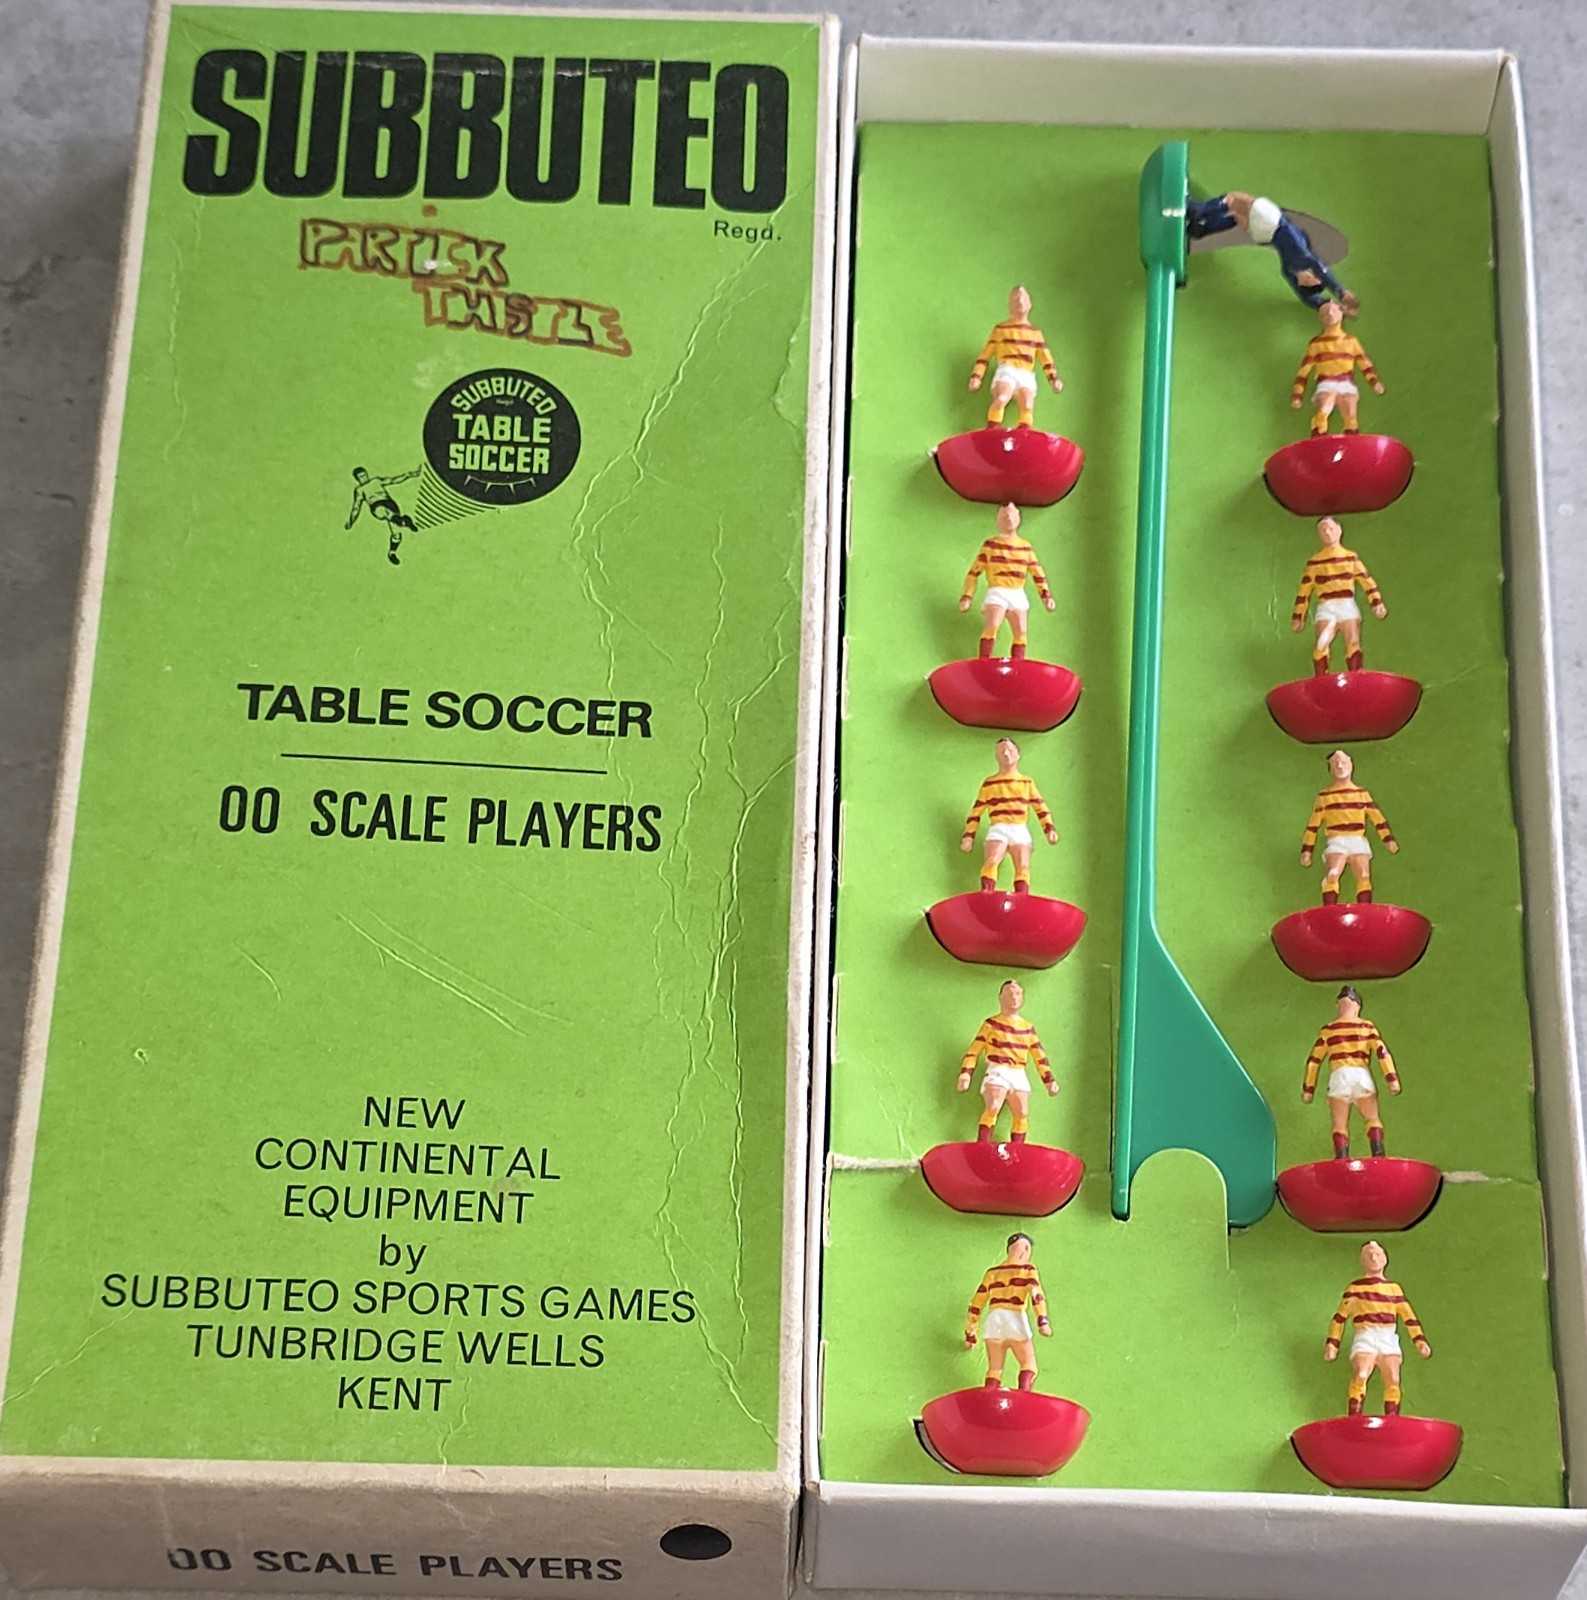 SUBBUTEO
Regd.
PARTICK
THISTLE
SUBBUTEO
Regd
TABLE
SOCCER
TABLE SOCCER
00 SCALE PLAYERS
NEW
CONTINENTAL
EQUIPMENT
by
SUBBUTEO SPORTS GAMES
TUNBRIDGE WELLS
KENT
00 SCALE PLAYERS